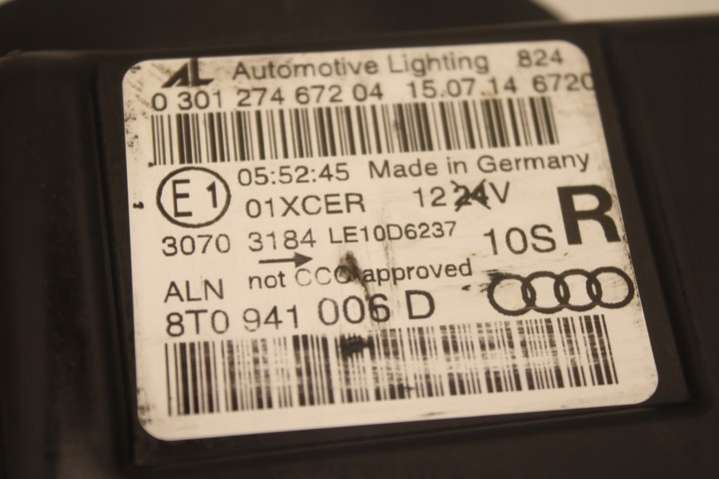 AL Automotive Lighting 824
0 301 274 672 04 15.07.14 6720
05:52:45 Made in Germany
E1 01XCER 12 24 V R
3070 3184 LE10D6237 10S
ALN not CCC approved
8T0 941 006 D